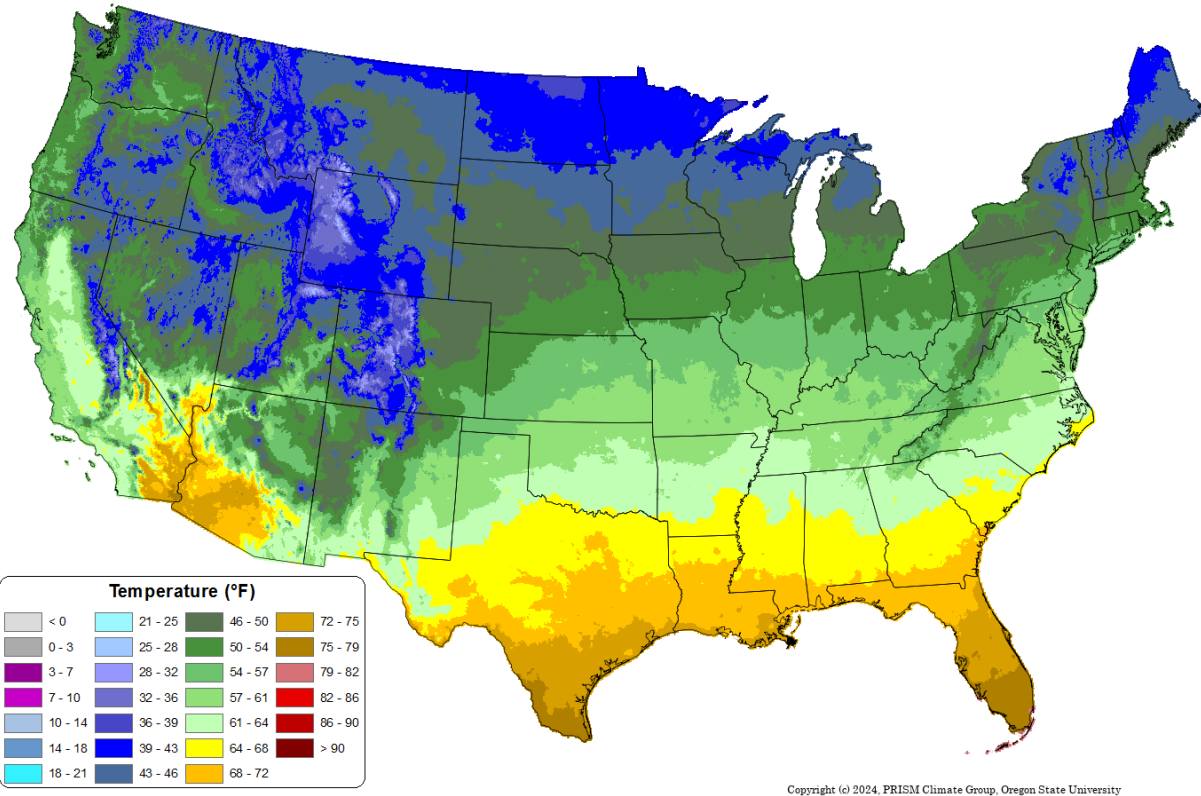 Temperature (°F)
< 0
0 - 3
3 - 7
7 - 10
10 - 14
14 - 18
18 - 21
21 - 25
25 - 28
28 - 32
32 - 36
36 - 39
39 - 43
43 - 46
46 - 50
50 - 54
54 - 57
57 - 61
61 - 64
64 - 68
68 - 72
72 - 75
75 - 79
79 - 82
82 - 86
86 - 90
> 90
Copyright (c) 2024, PRISM Climate Group, Oregon State University